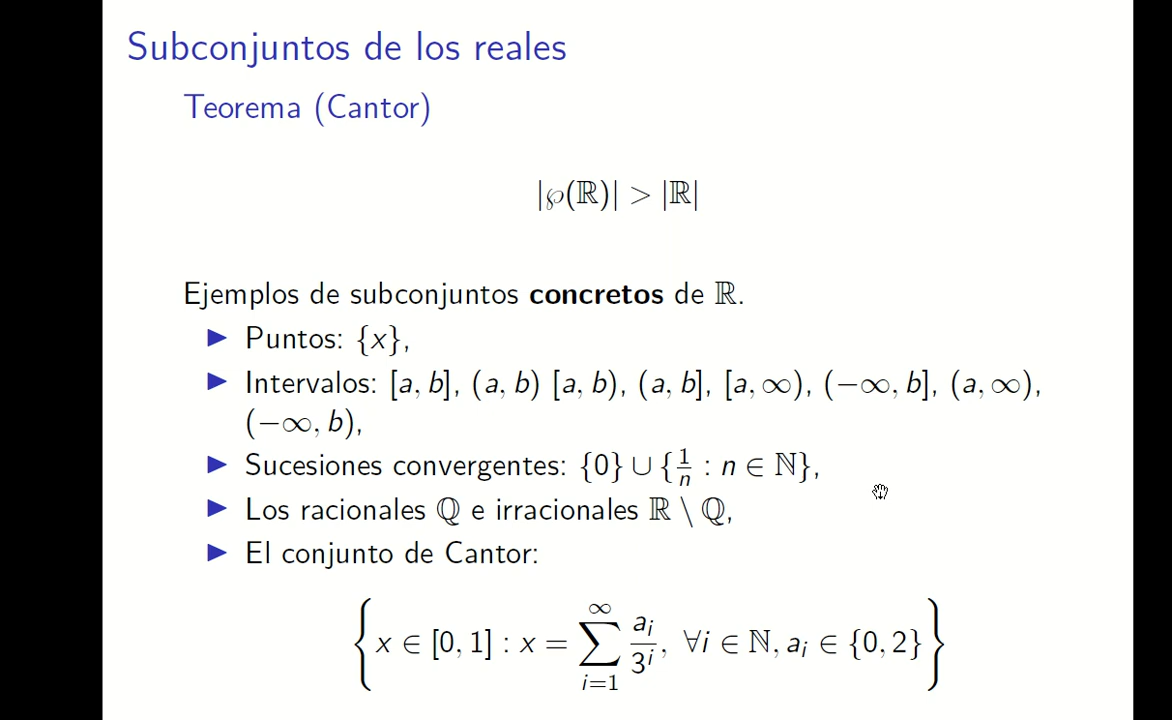 Subconjuntos de los reales
Teorema (Cantor)
|℘(ℝ)| > |ℝ|
Ejemplos de subconjuntos concretos de ℝ.
▶ Puntos: {x},
▶ Intervalos: [a, b], (a, b) [a, b), (a, b], [a, ∞), (−∞, b], (a, ∞),
(−∞, b),
▶ Sucesiones convergentes: {0} ∪ {1/n : n ∈ ℕ},
▶ Los racionales ℚ e irracionales ℝ \ ℚ,
▶ El conjunto de Cantor:
{x ∈ [0, 1] : x = ∑_{i=1}^{∞} a_i/3^i, ∀i ∈ ℕ, a_i ∈ {0, 2}}